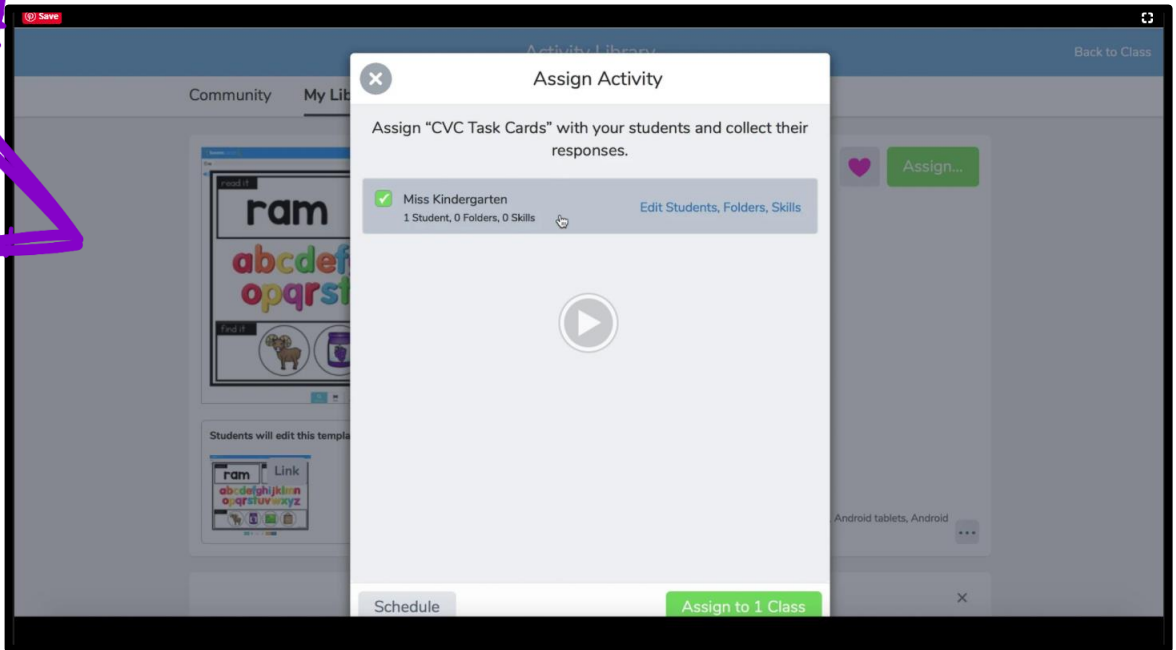 Save
Activity Library
Back to Class
Community My Lib
Assign Activity
Assign "CVC Task Cards" with your students and collect their
responses.
Assign...
Miss Kindergarten
1 Student, 0 Folders, 0 Skills
Edit Students, Folders, Skills
read it
ram
abcdef
opqrst
find it
Students will edit this templa
ram
Link
abcdefghijklmn
opqrstuvwxyz
, Android tablets, Android
Schedule
Assign to 1 Class